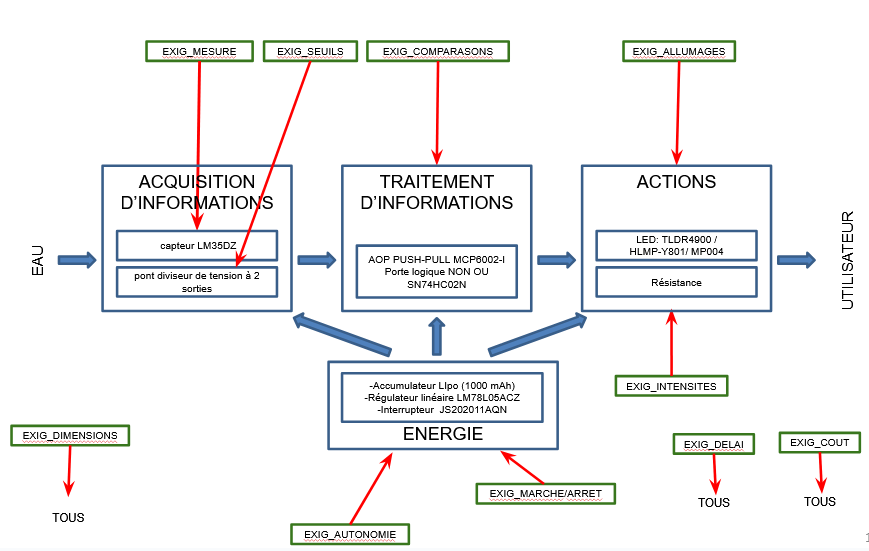 EXIG_MESURE
EXIG_SEUILS
EXIG_COMPARASONS
EXIG_ALLUMAGES
ACQUISITION
D'INFORMATIONS
capteur LM35DZ
pont diviseur de tension à 2
sorties
TRAITEMENT
D'INFORMATIONS
AOP PUSH-PULL MCP6002-I
Porte logique NON OU
SN74HC02N
ACTIONS
LED: TLDR4900 /
HLMP-Y801/ MP004
Résistance
EAU
UTILISATEUR
-Accumulateur LIpo (1000 mAh)
-Régulateur linéaire LM78L05ACZ
-Interrupteur JS202011AQN
ENERGIE
EXIG_INTENSITES
EXIG_DIMENSIONS
TOUS
EXIG_AUTONOMIE
EXIG_MARCHE/ARRET
EXIG_DELAI
TOUS
EXIG_COUT
TOUS
1